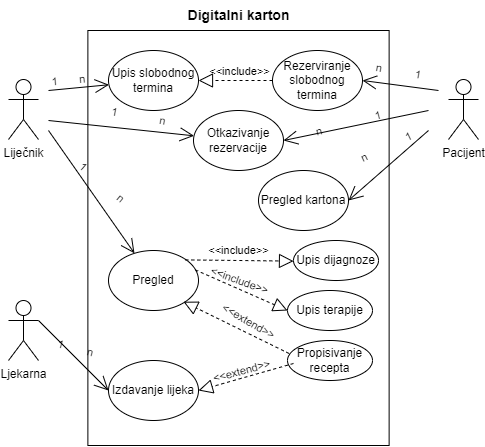 Digitalni karton
Upis slobodnog
termina
<<include>>
Rezerviranje
slobodnog
termina
1
n
n
1
Liječnik
1
n
Otkazivanje
rezervacije
n
1
1
Pacijent
1
n
n
Pregled kartona
Pregled
<<include>>
Upis dijagnoze
<<include>>
Upis terapije
<<extend>>
Propisivanje
recepta
Ljekarna
1
n
Izdavanje lijeka
<<extend>>